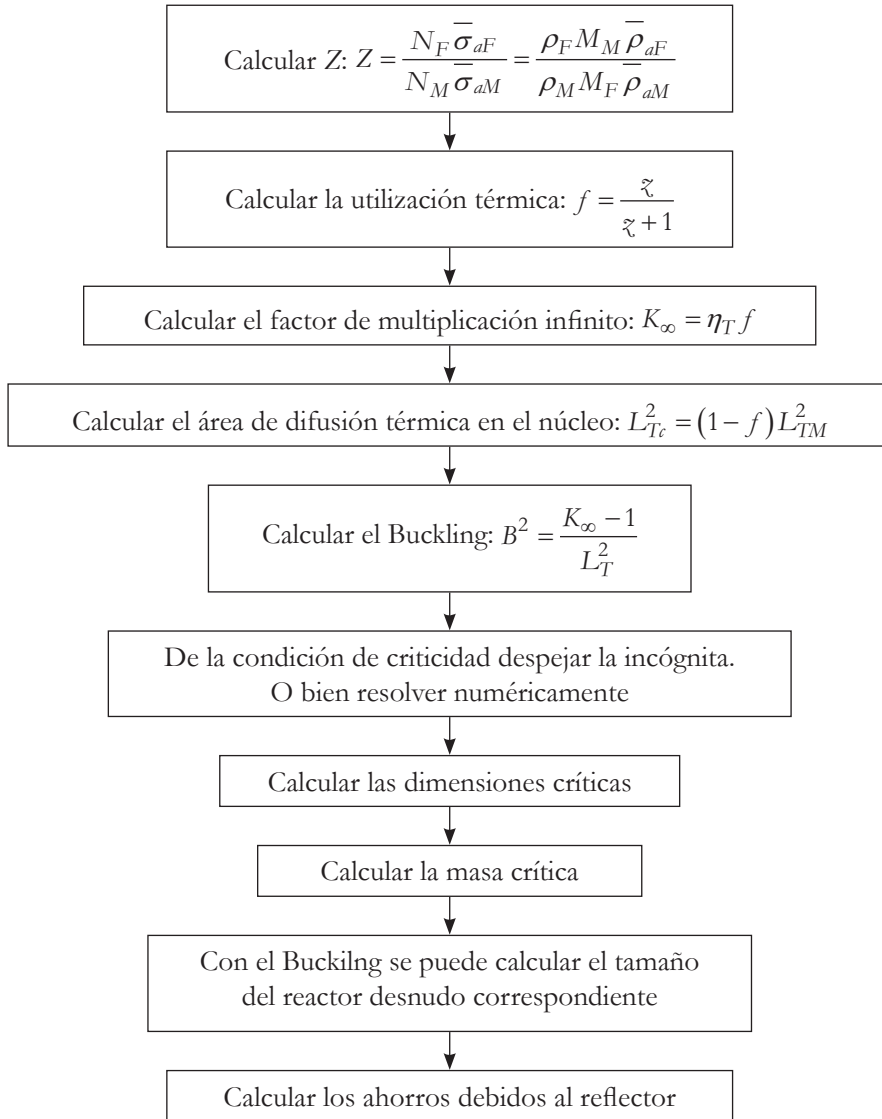 Calcular Z: Z = N_F σ̅_aF / N_M σ̅_aM = ρ_F M_M ρ̅_aF / ρ_M M_F ρ̅_aM
Calcular la utilización térmica: f = z / z + 1
Calcular el factor de multiplicación infinito: K_∞ = η_T f
Calcular el área de difusión térmica en el núcleo: L²_Tc = (1 − f) L²_TM
Calcular el Buckling: B² = K_∞ − 1 / L²_T
De la condición de criticidad despejar la incógnita.
O bien resolver numéricamente
Calcular las dimensiones críticas
Calcular la masa crítica
Con el Buckilng se puede calcular el tamaño
del reactor desnudo correspondiente
Calcular los ahorros debidos al reflector